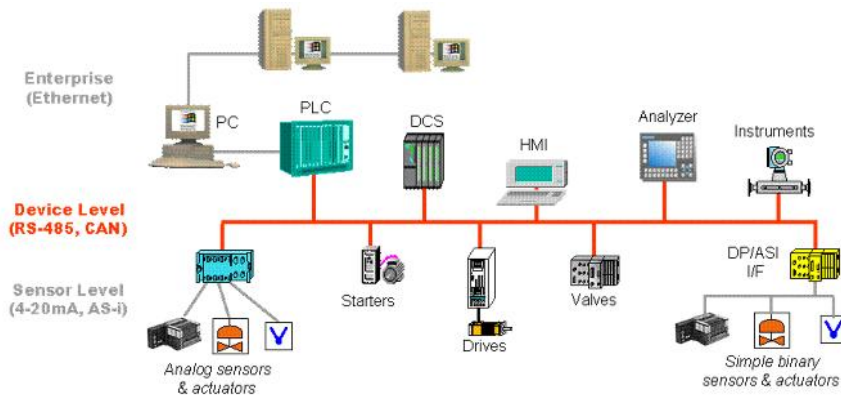 Enterprise
(Ethernet)
PC
PLC
DCS
HMI
Analyzer
Instruments
Device Level
(RS-485, CAN)
Sensor Level
(4-20mA, AS-i)
Starters
Drives
Valves
DP/ASI
I/F
Analog sensors
& actuators
Simple binary
sensors & actuators